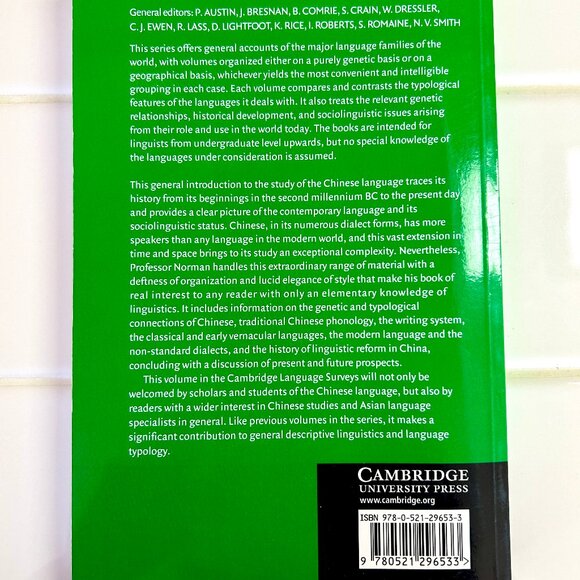 General editors: P. AUSTIN, J. BRESNAN, B. COMRIE, S. CRAIN, W. DRESSLER,
C. J. EWEN, R. LASS, D. LIGHTFOOT, K. RICE, I. ROBERTS, S. ROMAINE, N. V. SMITH
This series offers general accounts of the major language families of the
world, with volumes organized either on a purely genetic basis or on a
geographical basis, whichever yields the most convenient and intelligible
grouping in each case. Each volume compares and contrasts the typological
features of the languages it deals with. It also treats the relevant genetic
relationships, historical development, and sociolinguistic issues arising
from their role and use in the world today. The books are intended for
linguists from undergraduate level upwards, but no special knowledge of
the languages under consideration is assumed.
This general introduction to the study of the Chinese language traces its
history from its beginnings in the second millennium BC to the present day
and provides a clear picture of the contemporary language and its
sociolinguistic status. Chinese, in its numerous dialect forms, has more
speakers than any language in the modern world, and this vast extension in
time and space brings to its study an exceptional complexity. Nevertheless,
Professor Norman handles this extraordinary range of material with a
deftness of organization and lucid elegance of style that make his book of
real interest to any reader with only an elementary knowledge of
linguistics. It includes information on the genetic and typological
connections of Chinese, traditional Chinese phonology, the writing system,
the classical and early vernacular languages, the modern language and the
non-standard dialects, and the history of linguistic reform in China,
concluding with a discussion of present and future prospects.
This volume in the Cambridge Language Surveys will not only be
welcomed by scholars and students of the Chinese language, but also by
readers with a wider interest in Chinese studies and Asian language
specialists in general. Like previous volumes in the series, it makes a
significant contribution to general descriptive linguistics and language
typology.
CAMBRIDGE
UNIVERSITY PRESS
www.cambridge.org
ISBN 978-0-521-29653-3
9 780521 296533 >